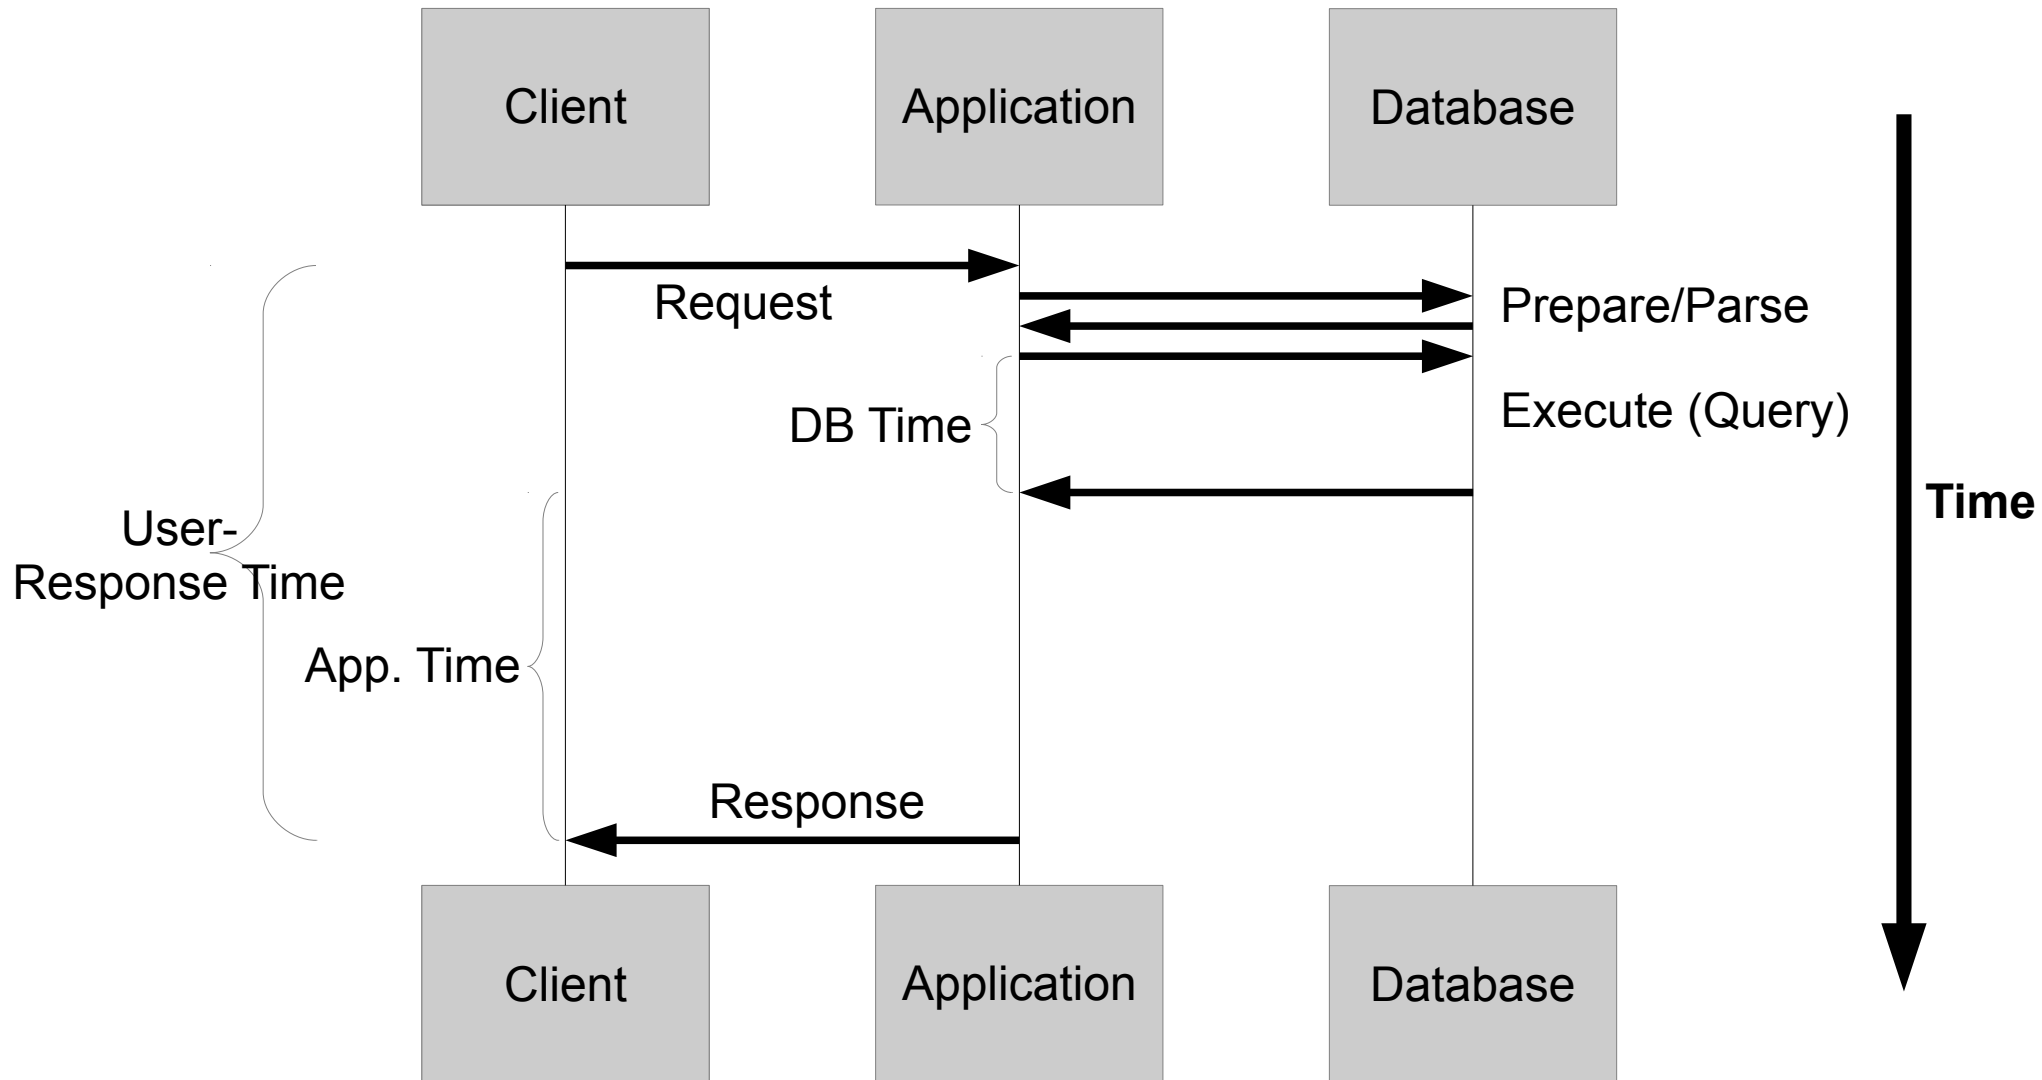 Client
Application
Database
Request
Prepare/Parse
DB Time
Execute (Query)
Time
User-
Response Time
App. Time
Response
Client
Application
Database